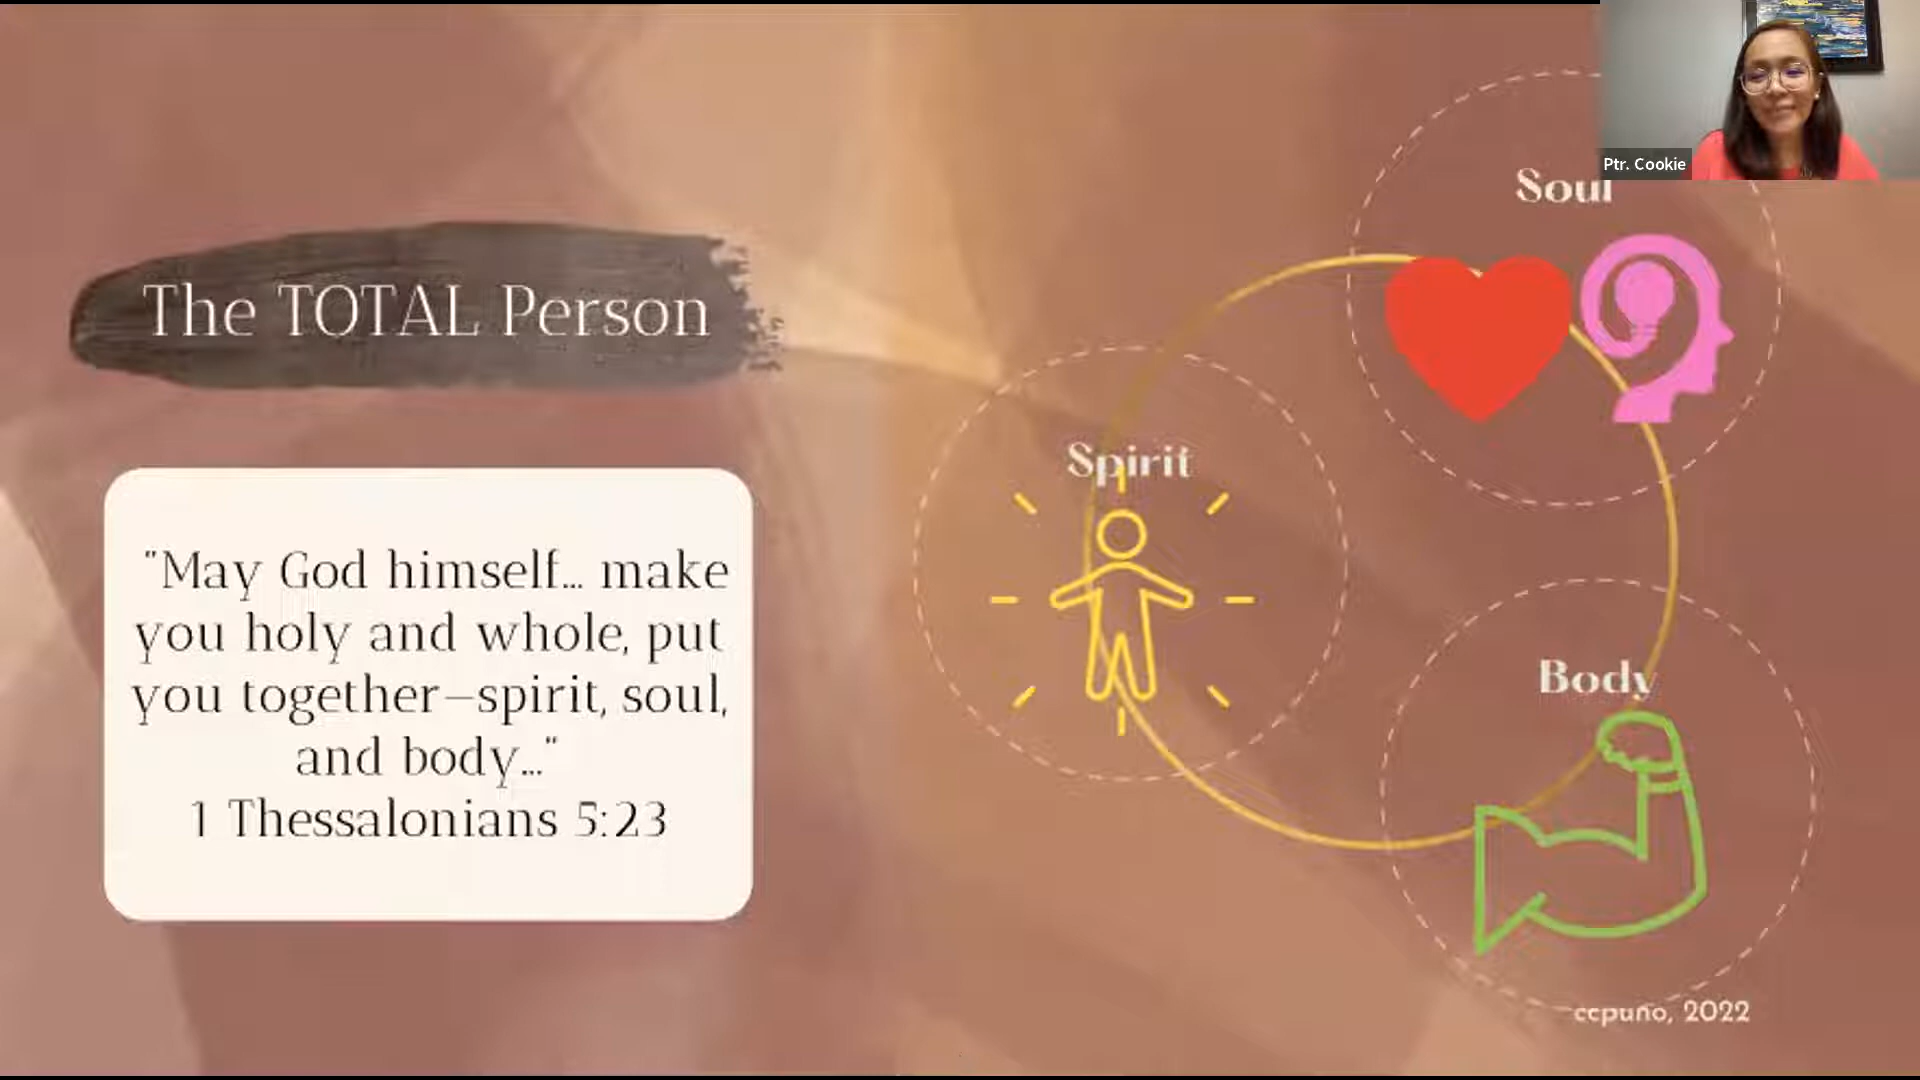 Ptr. Cookie
The TOTAL Person
"May God himself... make
you holy and whole, put
you together—spirit, soul,
and body..."
1 Thessalonians 5:23
Soul
Spirit
Body
ccpuño, 2022